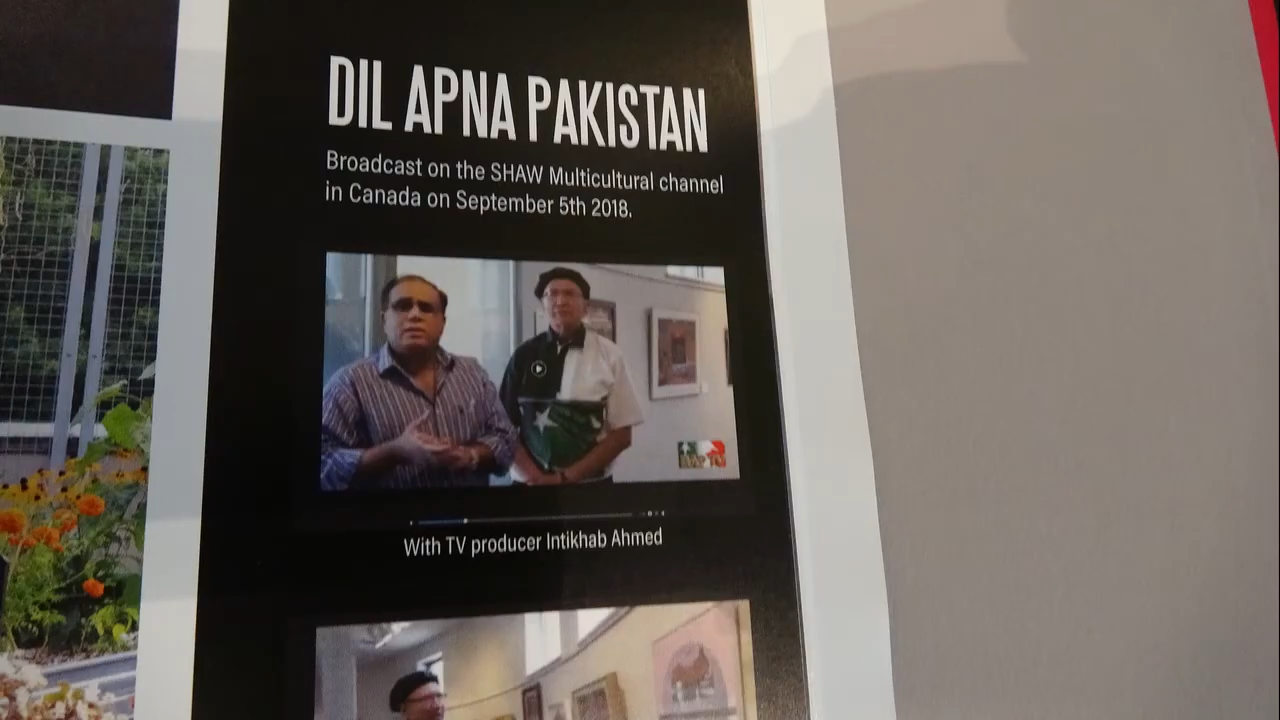 DIL APNA PAKISTAN
Broadcast on the SHAW Multicultural channel
in Canada on September 5th 2018.
With TV producer Intikhab Ahmed